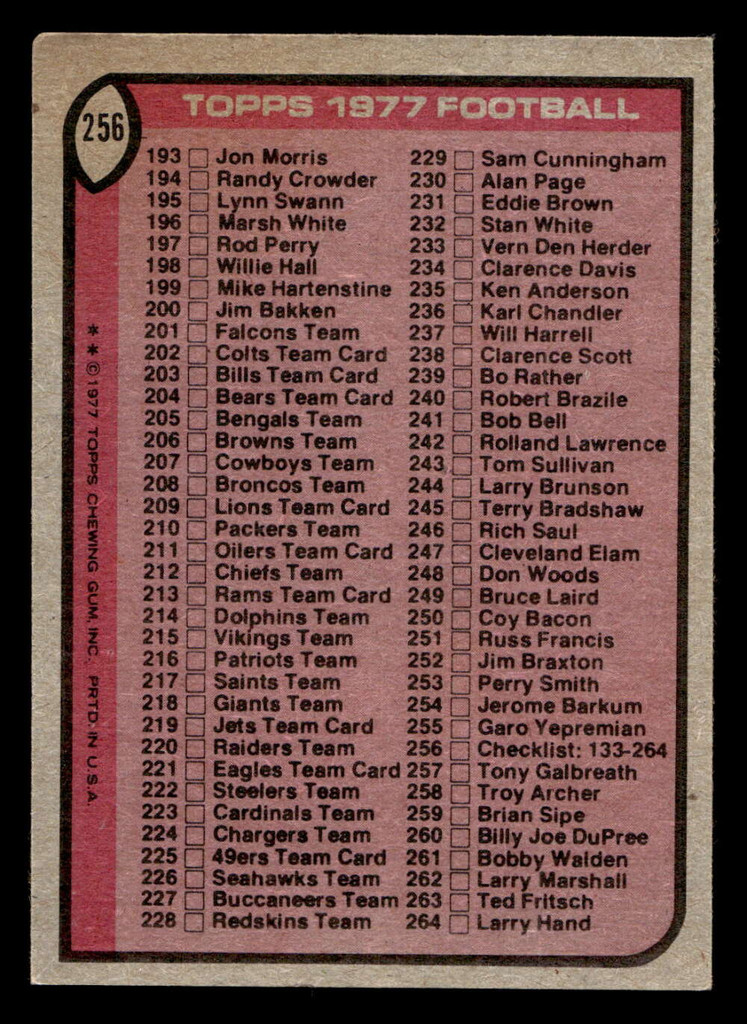 256
TOPPS 1977 FOOTBALL
193 Jon Morris
194 Randy Crowder
195 Lynn Swann
196 Marsh White
197 Rod Perry
198 Willie Hall
199 Mike Hartenstine
200 Jim Bakken
201 Falcons Team
202 Colts Team Card
203 Bills Team Card
204 Bears Team Card
205 Bengals Team
206 Browns Team
207 Cowboys Team
208 Broncos Team
209 Lions Team Card
210 Packers Team
211 Oilers Team Card
212 Chiefs Team
213 Rams Team Card
214 Dolphins Team
215 Vikings Team
216 Patriots Team
217 Saints Team
218 Giants Team
219 Jets Team Card
220 Raiders Team
221 Eagles Team Card
222 Steelers Team
223 Cardinals Team
224 Chargers Team
225 49ers Team Card
226 Seahawks Team
227 Buccaneers Team
228 Redskins Team
229 Sam Cunningham
230 Alan Page
231 Eddie Brown
232 Stan White
233 Vern Den Herder
234 Clarence Davis
235 Ken Anderson
236 Karl Chandler
237 Will Harrell
238 Clarence Scott
239 Bo Rather
240 Robert Brazile
241 Bob Bell
242 Rolland Lawrence
243 Tom Sullivan
244 Larry Brunson
245 Terry Bradshaw
246 Rich Saul
247 Cleveland Elam
248 Don Woods
249 Bruce Laird
250 Coy Bacon
251 Russ Francis
252 Jim Braxton
253 Perry Smith
254 Jerome Barkum
255 Garo Yepremian
256 Checklist: 133-264
257 Tony Galbreath
258 Troy Archer
259 Brian Sipe
260 Billy Joe DuPree
261 Bobby Walden
262 Larry Marshall
263 Ted Fritsch
264 Larry Hand
* * © 1977 TOPPS CHEWING GUM, INC., PRTD. IN U.S.A.